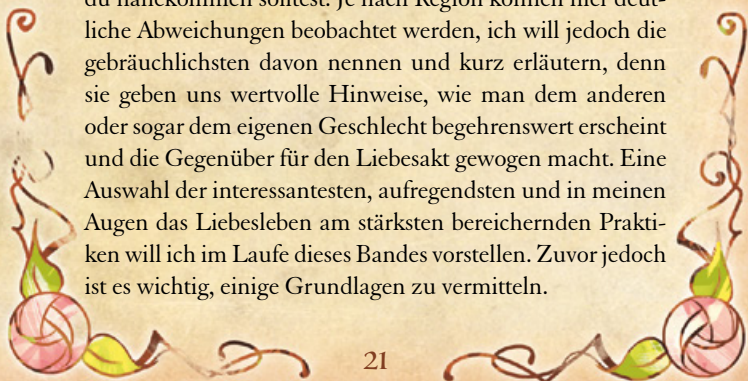 du nahekommen solltest. Je nach Region können hier deut-
liche Abweichungen beobachtet werden, ich will jedoch die
gebräuchlichsten davon nennen und kurz erläutern, denn
sie geben uns wertvolle Hinweise, wie man dem anderen
oder sogar dem eigenen Geschlecht begehrenswert erscheint
und die Gegenüber für den Liebesakt gewogen macht. Eine
Auswahl der interessantesten, aufregendsten und in meinen
Augen das Liebesleben am stärksten bereichernden Prakti-
ken will ich im Laufe dieses Bandes vorstellen. Zuvor jedoch
ist es wichtig, einige Grundlagen zu vermitteln.
21